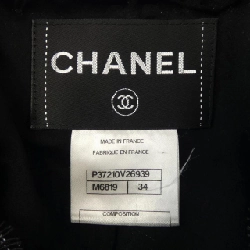 CHANEL
MADE IN FRANCE
FABRIQUÉ EN FRANCE
P37210V26939
M6819 34
COMPOSITION